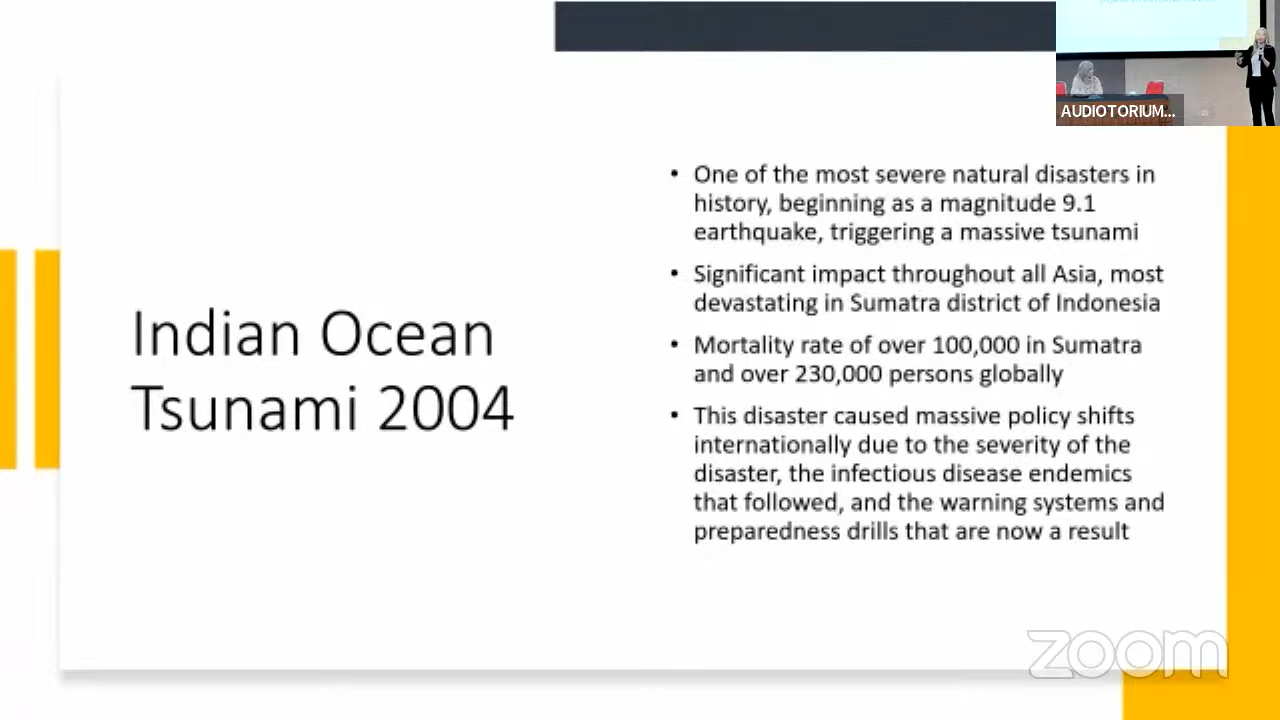 AUDIOTORIUM...
Indian Ocean
Tsunami 2004
• One of the most severe natural disasters in
history, beginning as a magnitude 9.1
earthquake, triggering a massive tsunami
• Significant impact throughout all Asia, most
devastating in Sumatra district of Indonesia
• Mortality rate of over 100,000 in Sumatra
and over 230,000 persons globally
• This disaster caused massive policy shifts
internationally due to the severity of the
disaster, the infectious disease endemics
that followed, and the warning systems and
preparedness drills that are now a result
zoom